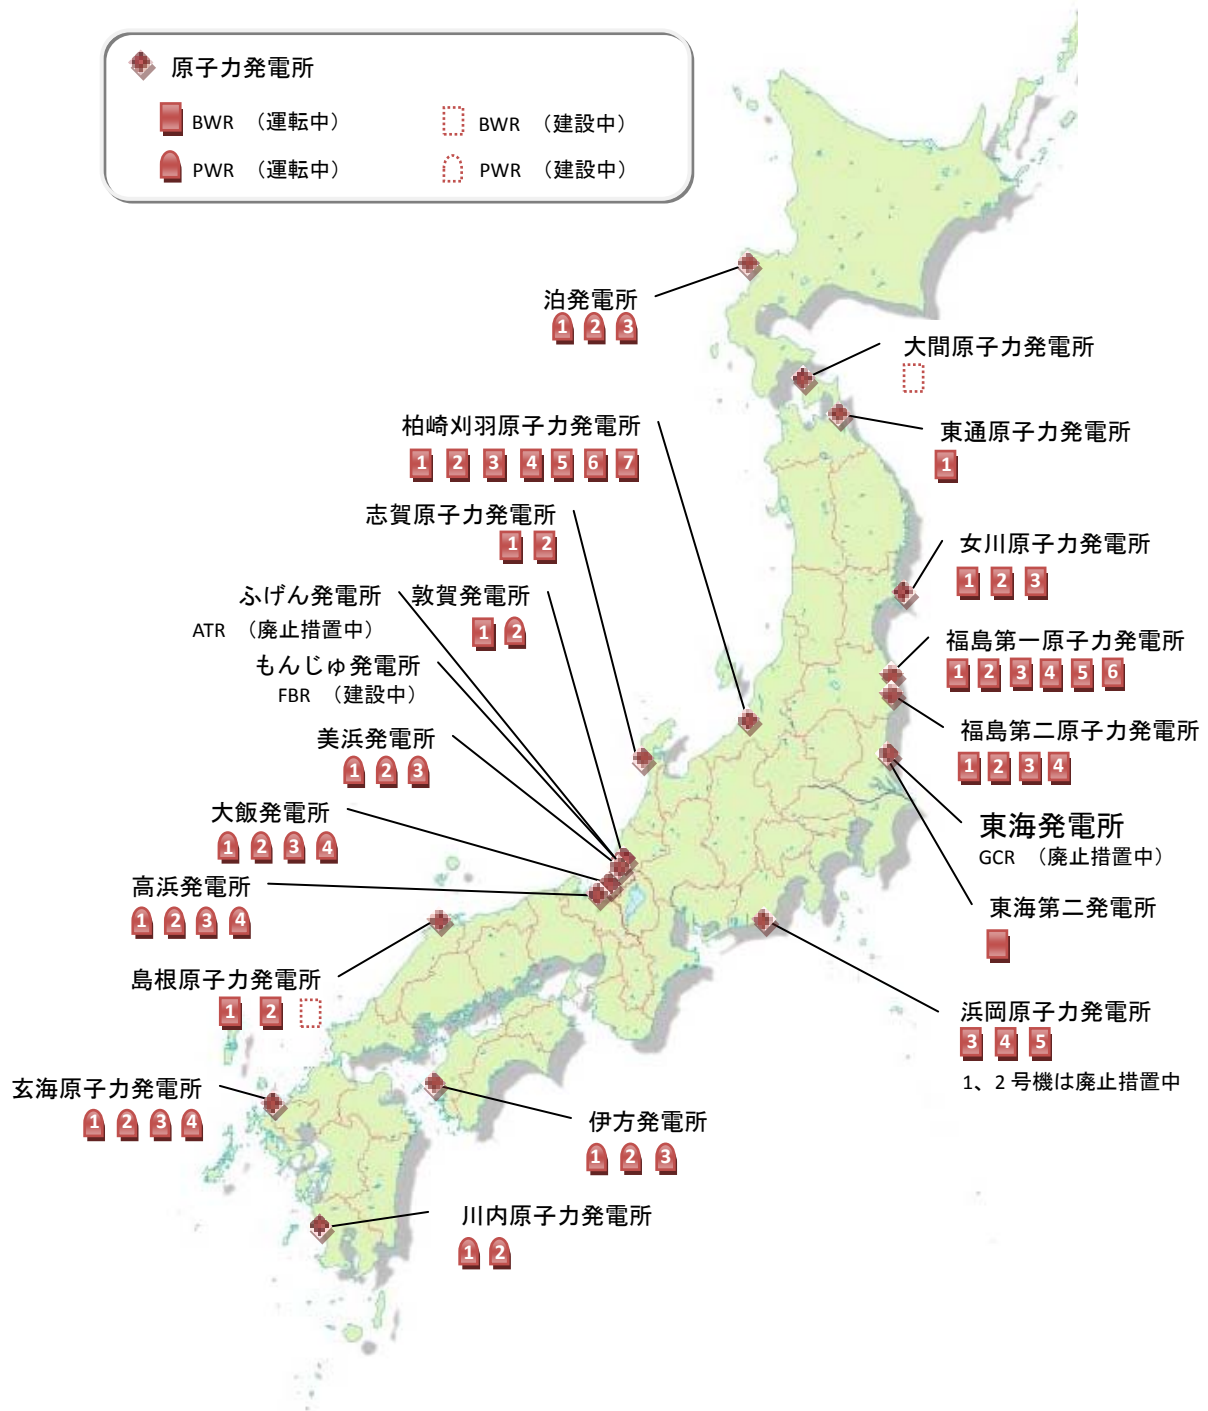 原子力発電所
BWR （運転中）
BWR （建設中）
PWR （運転中）
PWR （建設中）
泊発電所
1 2 3
大間原子力発電所
東通原子力発電所
1
柏崎刈羽原子力発電所
1 2 3 4 5 6 7
志賀原子力発電所
1 2
女川原子力発電所
1 2 3
ふげん発電所
ATR （廃止措置中）
敦賀発電所
1 2
もんじゅ発電所
FBR （建設中）
福島第一原子力発電所
1 2 3 4 5 6
福島第二原子力発電所
1 2 3 4
美浜発電所
1 2 3
大飯発電所
1 2 3 4
東海発電所
GCR （廃止措置中）
高浜発電所
1 2 3 4
東海第二発電所
島根原子力発電所
1 2
浜岡原子力発電所
3 4 5
1、2号機は廃止措置中
玄海原子力発電所
1 2 3 4
伊方発電所
1 2 3
川内原子力発電所
1 2